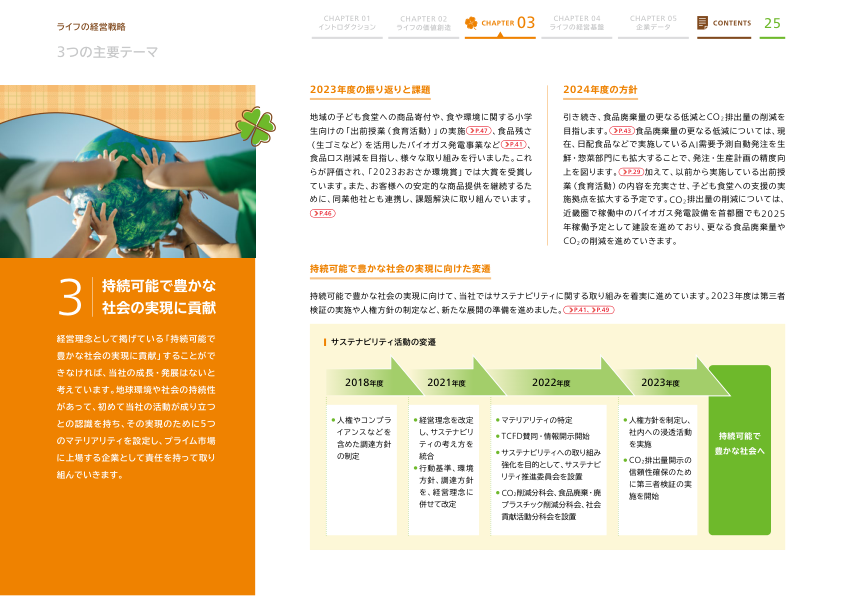 ライフの経営戦略
3つの主要テーマ
CHAPTER 01
イントロダクション
CHAPTER 02
ライフの価値創造
CHAPTER 03
CHAPTER 04
ライフの経営基盤
CHAPTER 05
企業データ
CONTENTS
25
3
持続可能で豊かな
社会の実現に貢献
経営理念として掲げている「持続可能で
豊かな社会の実現に貢献」することがで
きなければ、当社の成長・発展はないと
考えています。地球環境や社会の持続性
があって、初めて当社の活動が成り立つ
との認識を持ち、その実現のために5つ
のマテリアリティを設定し、プライム市場
に上場する企業として責任を持って取り
組んでいきます。
2023年度の振り返りと課題
地域の子ども食堂への商品寄付や、食や環境に関する小学
生向けの「出前授業（食育活動）」の実施 P.47 、食品残さ
（生ゴミなど）を活用したバイオガス発電事業など P.41 、
食品ロス削減を目指し、様々な取り組みを行いました。これ
らが評価され、「2023おおさか環境賞」では大賞を受賞し
ています。また、お客様への安定的な商品提供を継続するた
めに、同業他社とも連携し、課題解決に取り組んでいます。
P.46
2024年度の方針
引き続き、食品廃棄量の更なる低減とCO₂排出量の削減を
目指します。 P.43 食品廃棄量の更なる低減については、現
在、日配食品などで実施しているAI需要予測自動発注を生
鮮・惣菜部門にも拡大することで、発注・生産計画の精度向
上を図ります。 P.29 加えて、以前から実施している出前授
業（食育活動）の内容を充実させ、子ども食堂への支援の実
施拠点を拡大する予定です。CO₂排出量の削減については、
近畿圏で稼働中のバイオガス発電設備を首都圏でも2025
年稼働予定として建設を進めており、更なる食品廃棄量や
CO₂の削減を進めていきます。
持続可能で豊かな社会の実現に向けた変遷
持続可能で豊かな社会の実現に向けて、当社ではサステナビリティに関する取り組みを着実に進めています。2023年度は第三者
検証の実施や人権方針の制定など、新たな展開の準備を進めました。 P.41、 P.49
サステナビリティ活動の変遷
2018年度
●人権やコンプラ
イアンスなどを
含めた調達方針
の制定
2021年度
●経営理念を改定
し、サステナビリ
ティの考え方を
統合
●行動基準、環境
方針、調達方針
を、経営理念に
併せて改定
2022年度
●マテリアリティの特定
●TCFD賛同・情報開示開始
●サステナビリティへの取り組み
強化を目的として、サステナビ
リティ推進委員会を設置
●CO₂削減分科会、食品廃棄・廃
プラスチック削減分科会、社会
貢献活動分科会を設置
2023年度
●人権方針を制定し、
社内への浸透活動
を実施
●CO₂排出量開示の
信頼性確保のため
に第三者検証の実
施を開始
持続可能で
豊かな社会へ